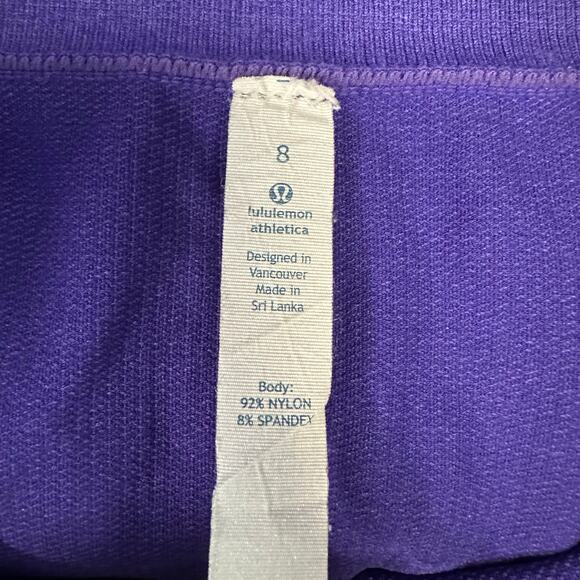 8
lululemon
athletica
Designed in
Vancouver
Made in
Sri Lanka
Body:
92% NYLON
8% SPANDEX